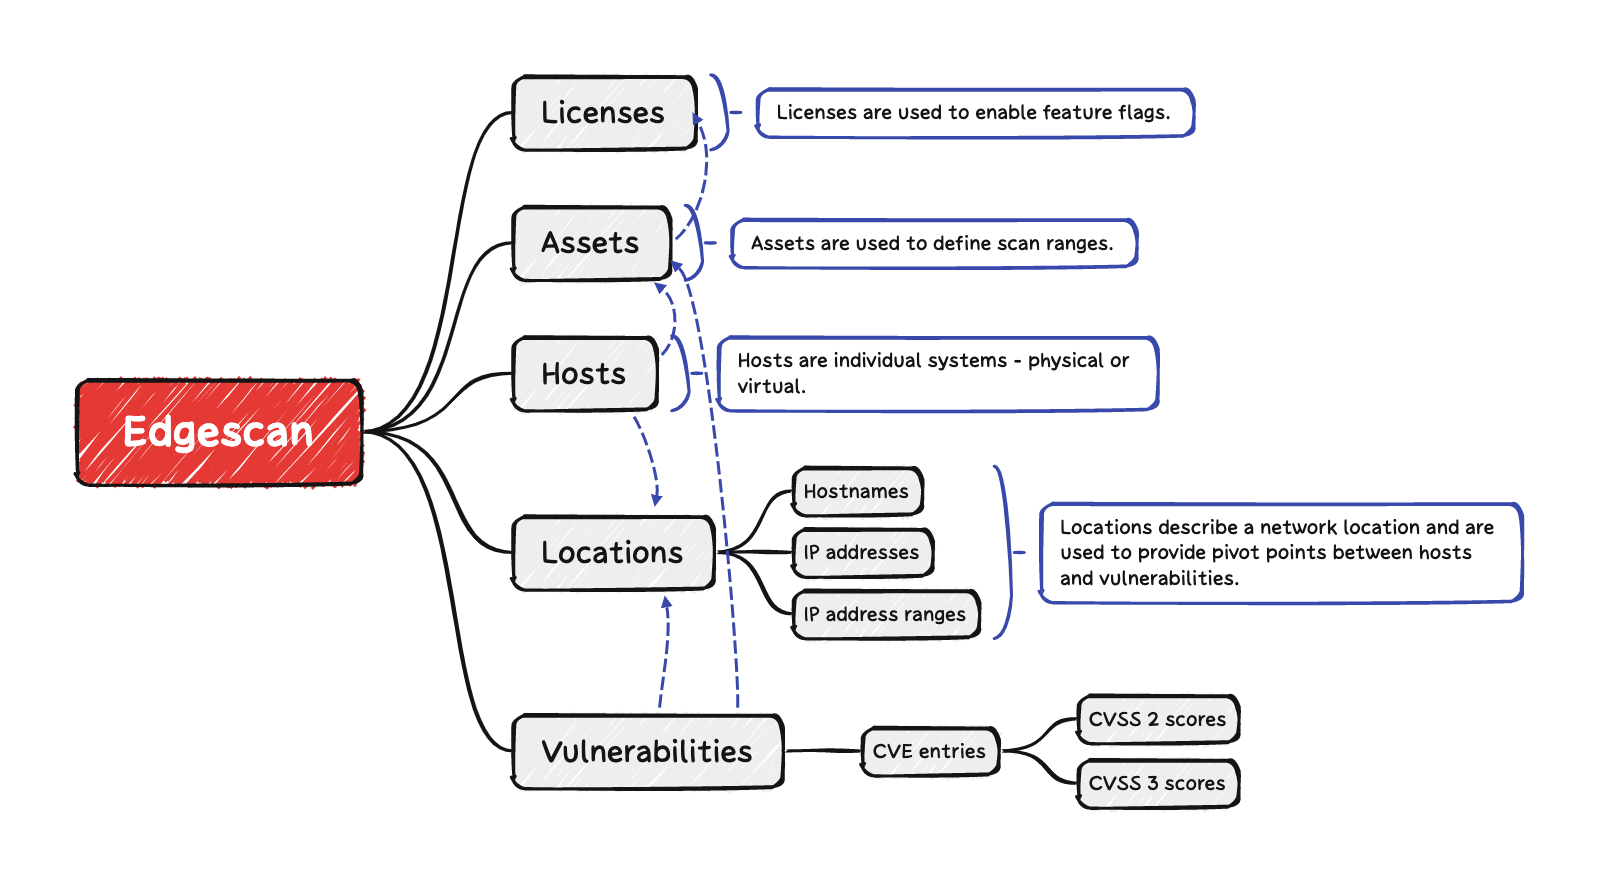 Licenses
Licenses are used to enable feature flags.
Assets
Assets are used to define scan ranges.
Hosts
Hosts are individual systems - physical or
virtual.
Edgescan
Locations
Hostnames
IP addresses
IP address ranges
Locations describe a network location and are
used to provide pivot points between hosts
and vulnerabilities.
Vulnerabilities
CVE entries
CVSS 2 scores
CVSS 3 scores